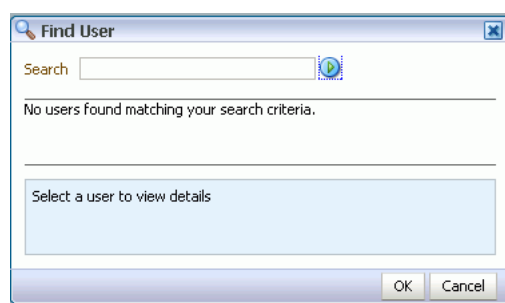 Find User
Search
No users found matching your search criteria.
Select a user to view details
OK Cancel